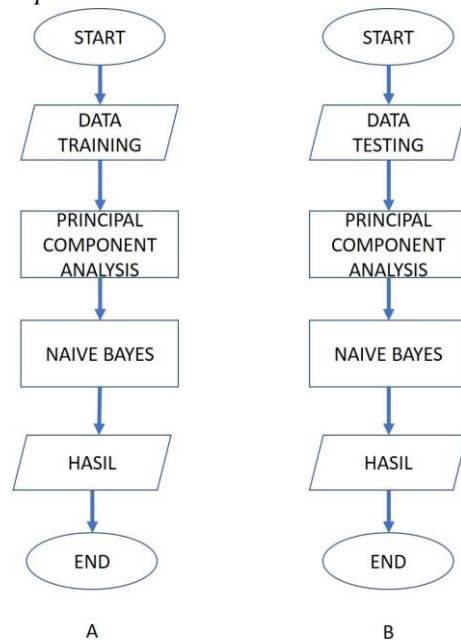 START
DATA
TRAINING
PRINCIPAL
COMPONENT
ANALYSIS
NAIVE BAYES
HASIL
END
A
START
DATA
TESTING
PRINCIPAL
COMPONENT
ANALYSIS
NAIVE BAYES
HASIL
END
B